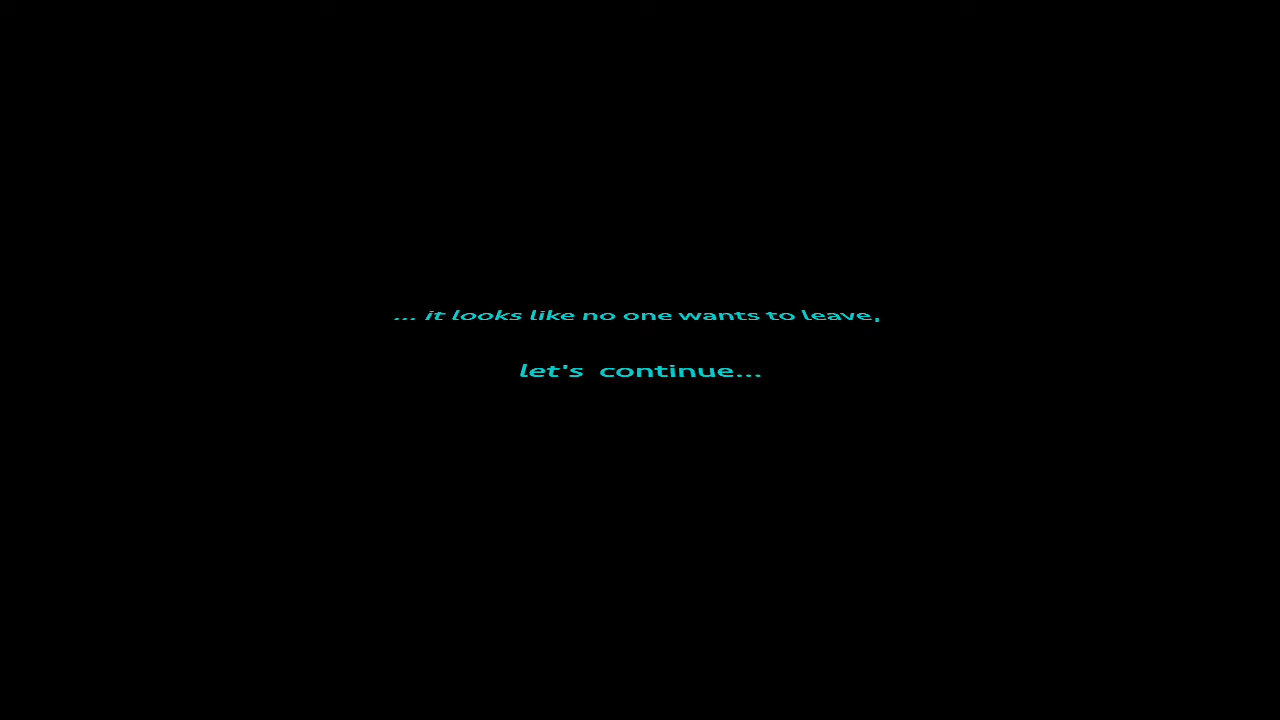 ... it looks like no one wants to leave,
let's continue...